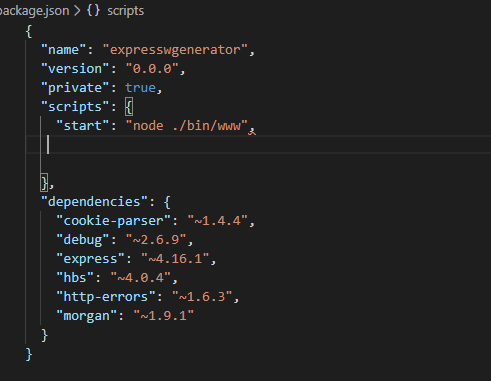 package.json > {} scripts
{
"name": "expresswgenerator",
"version": "0.0.0",
"private": true,
"scripts": {
"start": "node ./bin/www",
},
"dependencies": {
"cookie-parser": "~1.4.4",
"debug": "~2.6.9",
"express": "~4.16.1",
"hbs": "~4.0.4",
"http-errors": "~1.6.3",
"morgan": "~1.9.1"
}
}